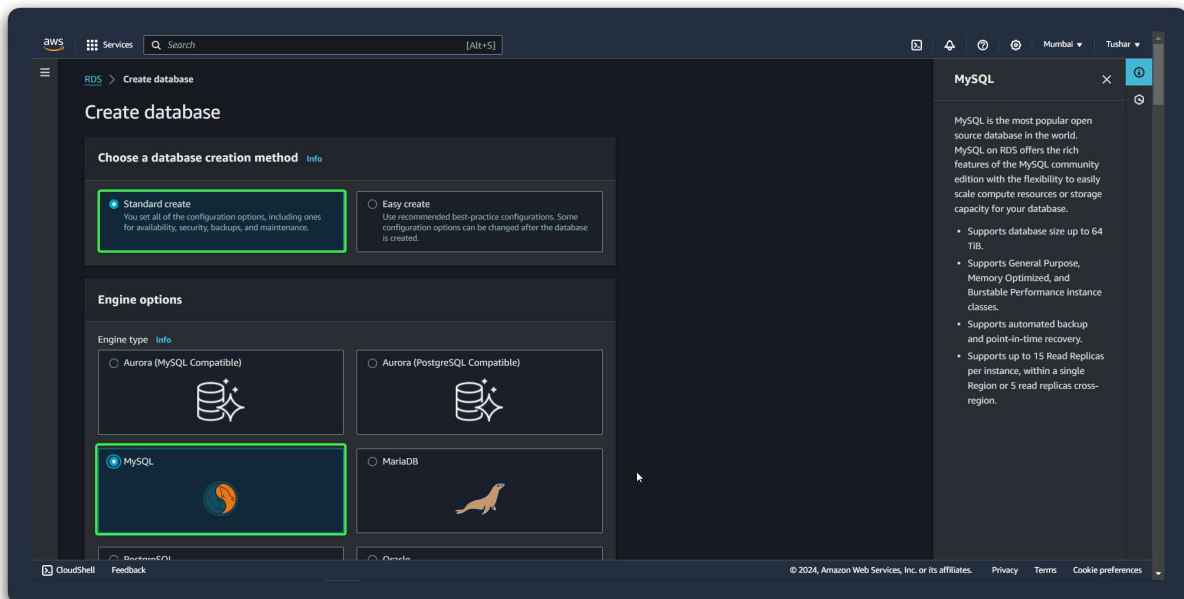 aws
Services
Search
[Alt+S]
Mumbai
Tushar
RDS > Create database
Create database
Choose a database creation method Info
Standard create
You set all of the configuration options, including ones
for availability, security, backups, and maintenance.
Easy create
Use recommended best-practice configurations. Some
configuration options can be changed after the database
is created.
Engine options
Engine type Info
Aurora (MySQL Compatible)
Aurora (PostgreSQL Compatible)
MySQL
MariaDB
PostgreSQL
Oracle
MySQL
MySQL is the most popular open
source database in the world.
MySQL on RDS offers the rich
features of the MySQL community
edition with the flexibility to easily
scale compute resources or storage
capacity for your database.
• Supports database size up to 64
TiB.
• Supports General Purpose,
Memory Optimized, and
Burstable Performance instance
classes.
• Supports automated backup
and point-in-time recovery.
• Supports up to 15 Read Replicas
per instance, within a single
Region or 5 read replicas cross-
region.
CloudShell
Feedback
© 2024, Amazon Web Services, Inc. or its affiliates.
Privacy
Terms
Cookie preferences